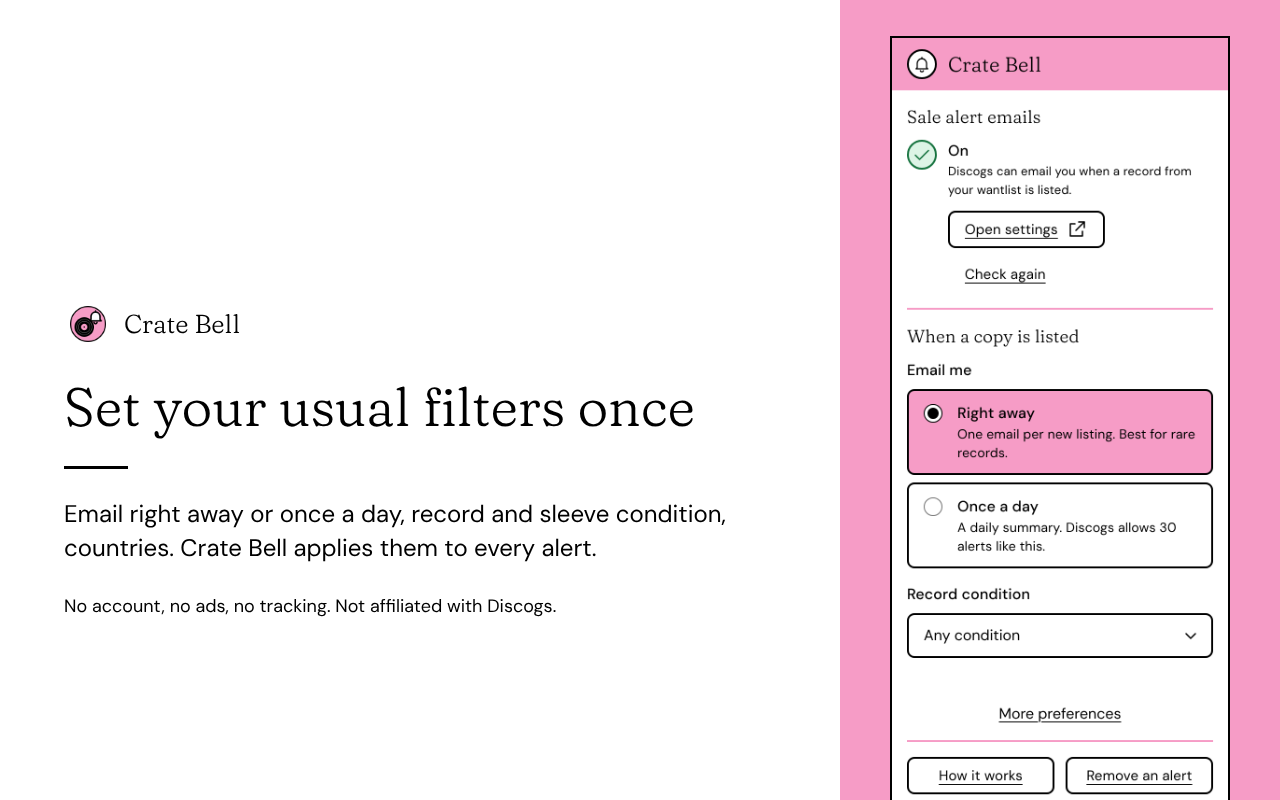 Crate Bell
Set your usual filters once
Email right away or once a day, record and sleeve condition,
countries. Crate Bell applies them to every alert.
No account, no ads, no tracking. Not affiliated with Discogs.
Crate Bell
Sale alert emails
On
Discogs can email you when a record from
your wantlist is listed.
Open settings
Check again
When a copy is listed
Email me
Right away
One email per new listing. Best for rare
records.
Once a day
A daily summary. Discogs allows 30
alerts like this.
Record condition
Any condition
More preferences
How it works
Remove an alert